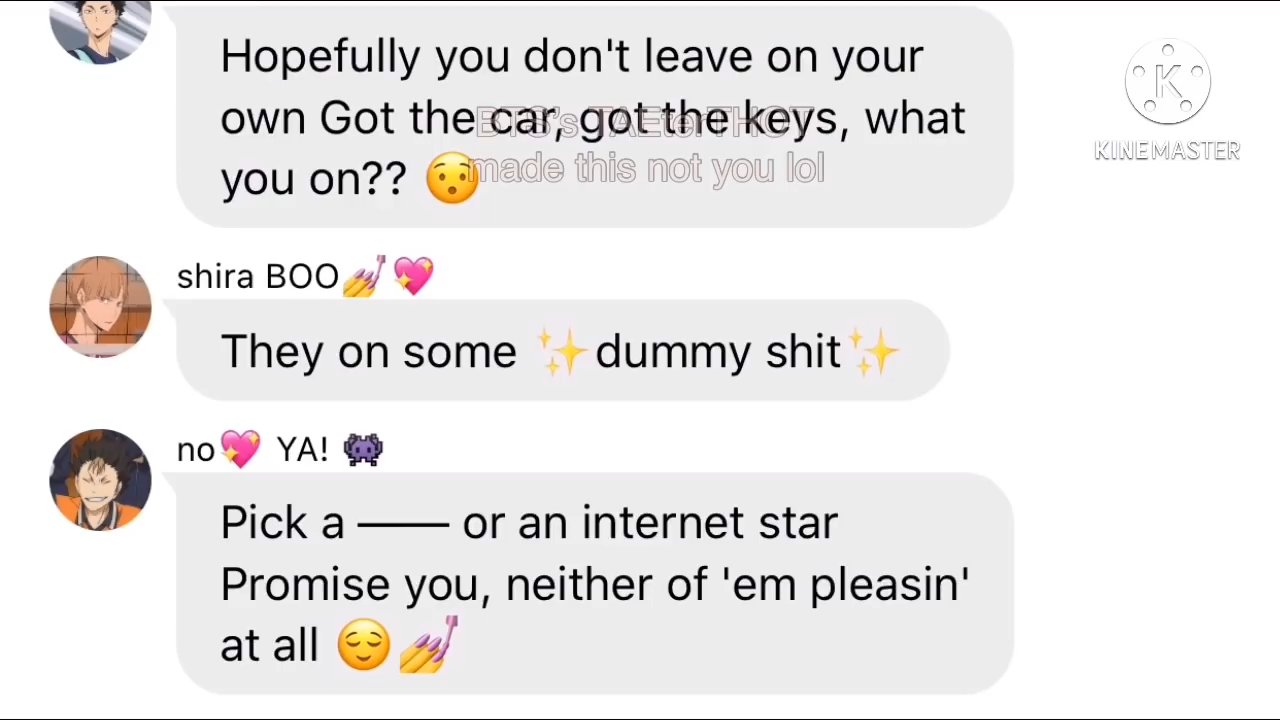 Hopefully you don't leave on your
own Got the car, got the keys, what
you on?? 😯
BTS's TAEterTHOT
made this not you lol
K
KINEMASTER
shira BOO💅💖
They on some ✨dummy shit✨
no💖 YA! 👾
Pick a —— or an internet star
Promise you, neither of 'em pleasin'
at all 😌💅